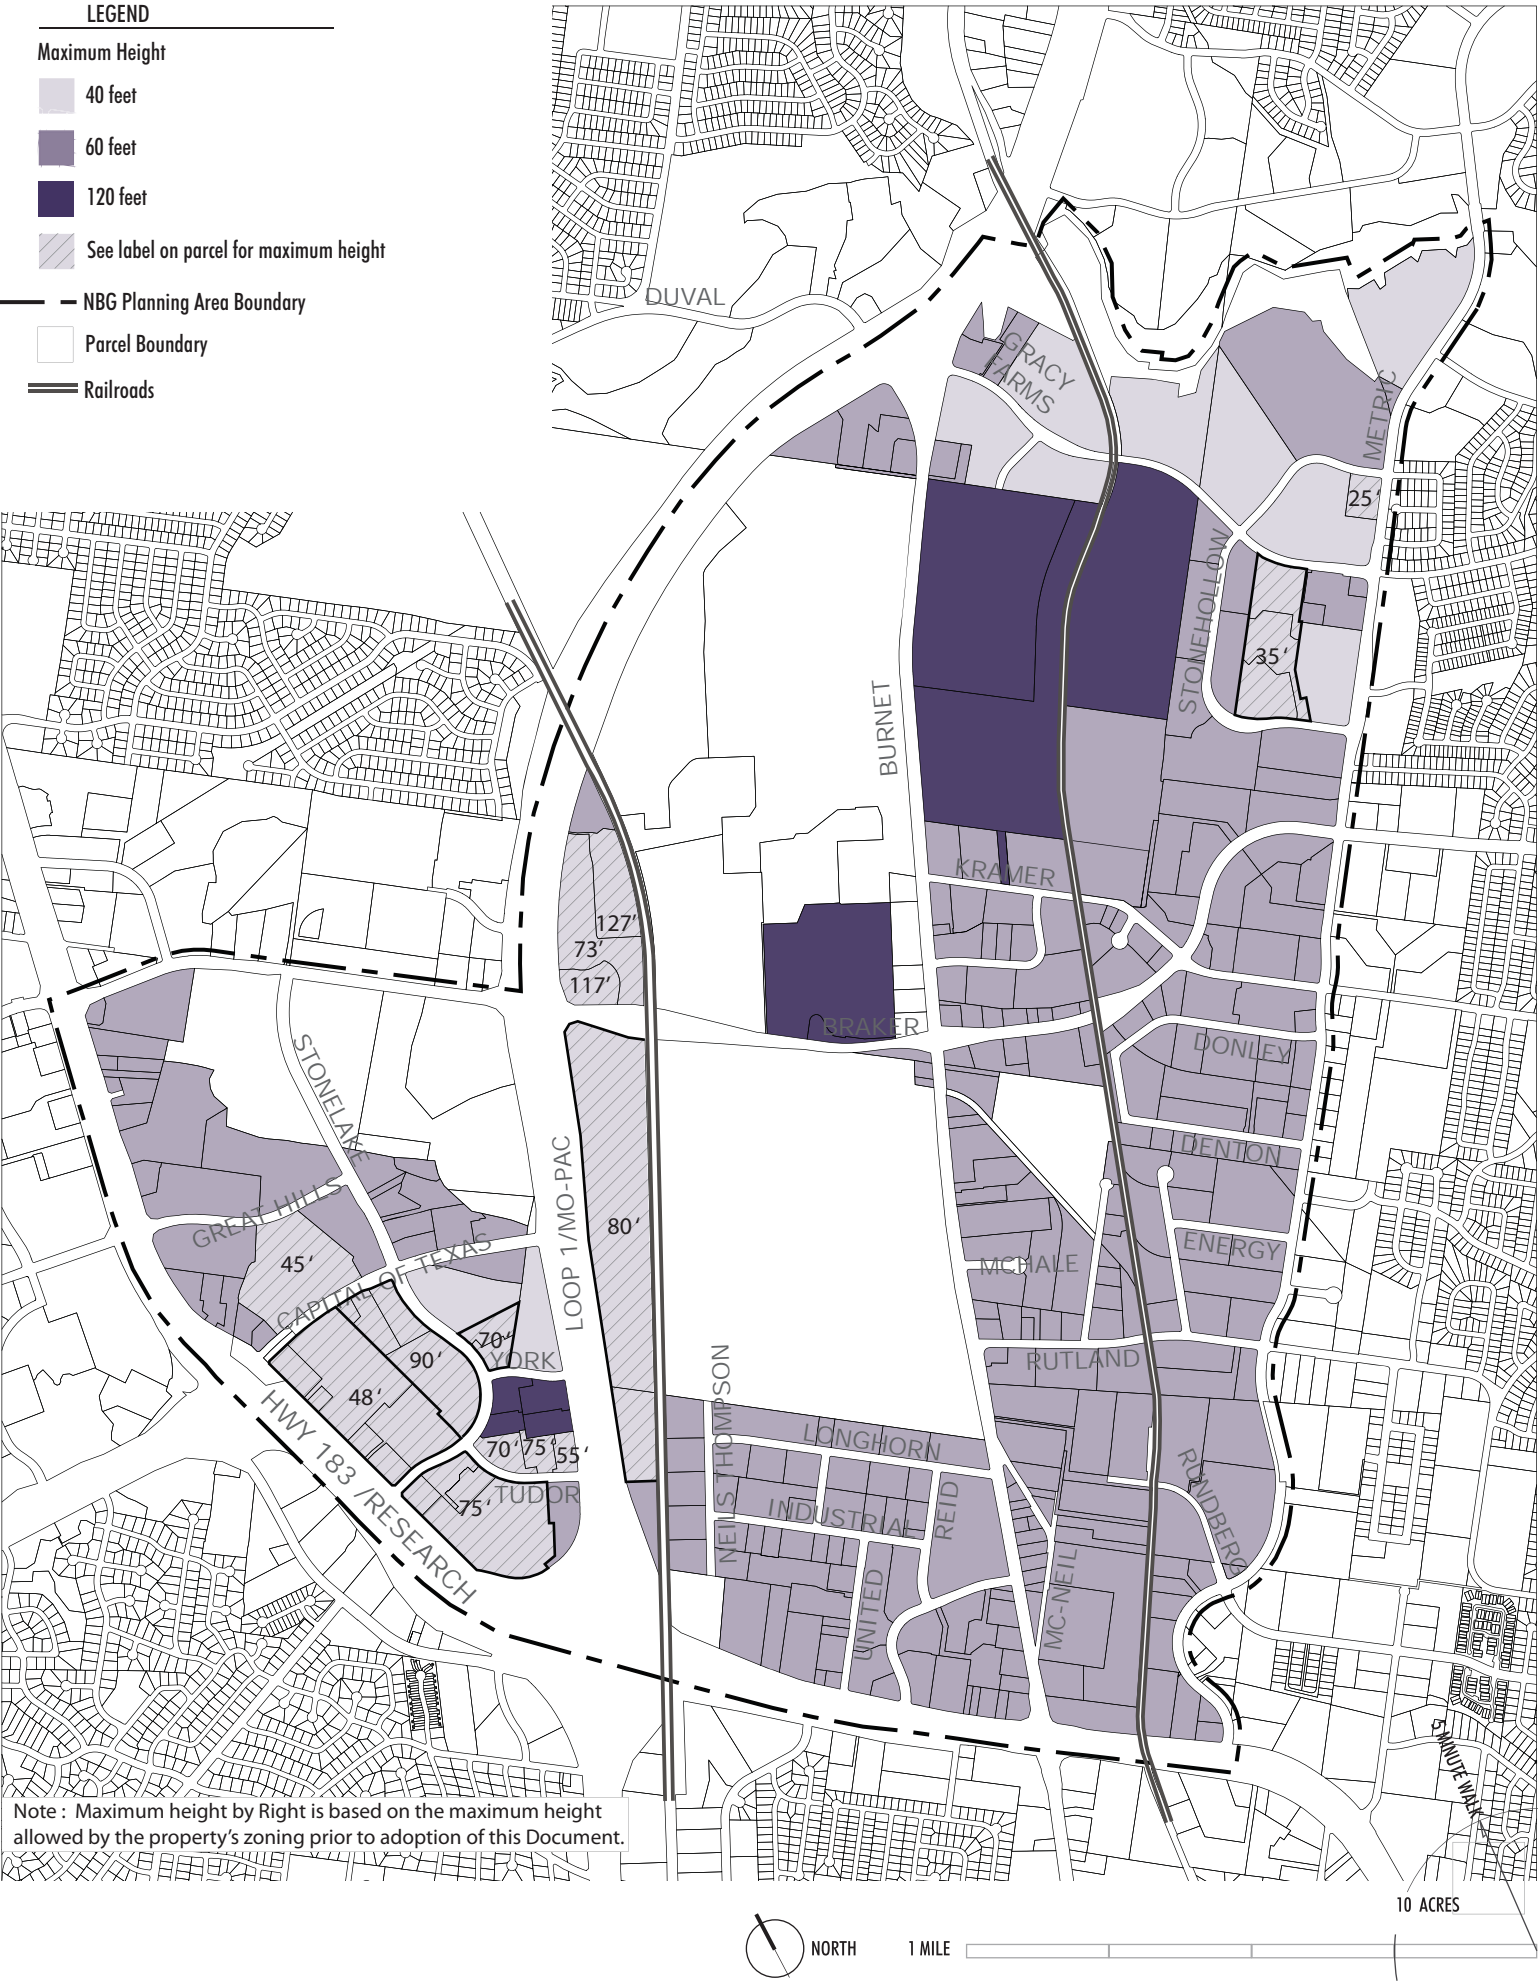 LEGEND
Maximum Height
40 feet
60 feet
120 feet
See label on parcel for maximum height
NBG Planning Area Boundary
Parcel Boundary
Railroads
DUVAL
GRACY
FARMS
METRIC
25'
STONEHOLLOW
35'
BURNET
KRAMER
127'
73'
117'
BRAKER
DONLEY
STONELAKE
DENTON
GREAT HILLS
LOOP 1/MO-PAC
80'
45'
CAPITAL OF TEXAS
ENERGY
MCHALE
70'
YORK
90'
48'
RUTLAND
NEILS THOMPSON
HWY 183 /RESEARCH
70'
75'
55'
LONGHORN
TUDOR
75'
INDUSTRIAL
REID
RUNDBERG
UNITED
MC-NEIL
5 MINUTE WALK
Note : Maximum height by Right is based on the maximum height
allowed by the property's zoning prior to adoption of this Document.
10 ACRES
NORTH
1 MILE